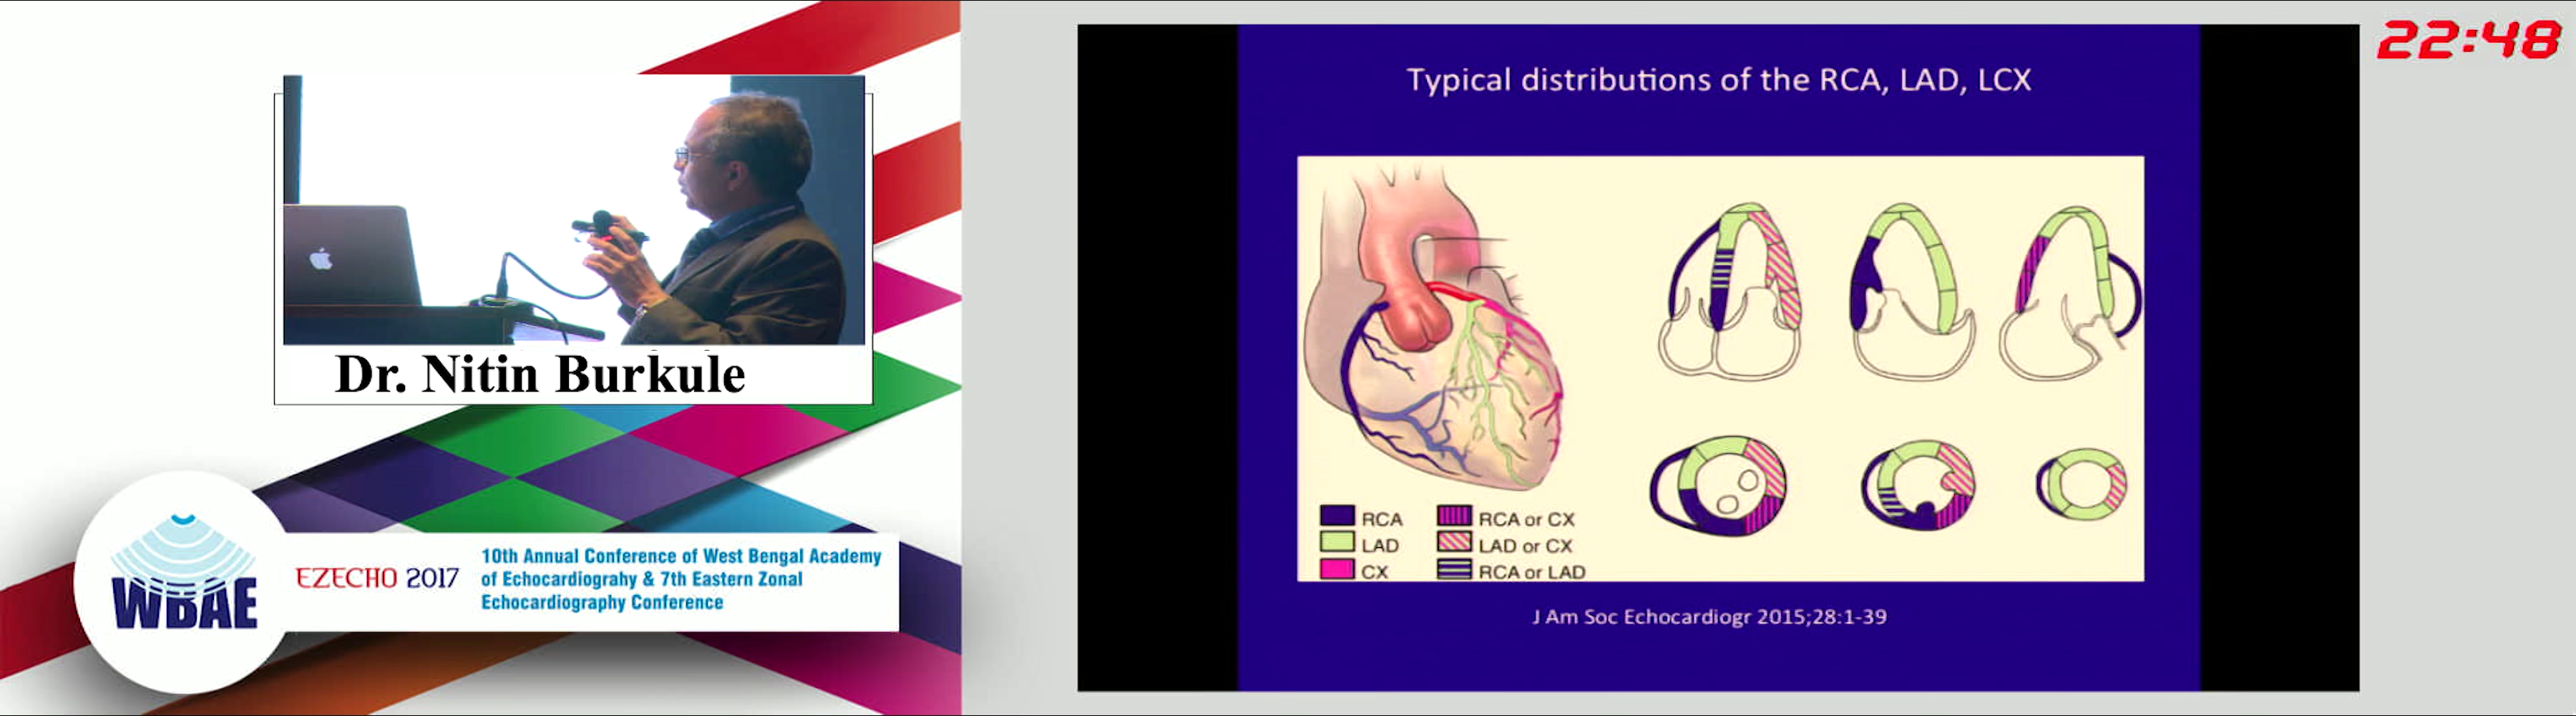 22:48
Typical distributions of the RCA, LAD, LCX
Dr. Nitin Burkule
RCA
LAD
CX
RCA or CX
LAD or CX
RCA or LAD
J Am Soc Echocardiogr 2015;28:1-39
WBAE
EZECHO 2017
10th Annual Conference of West Bengal Academy
of Echocardiograhy & 7th Eastern Zonal
Echocardiography Conference